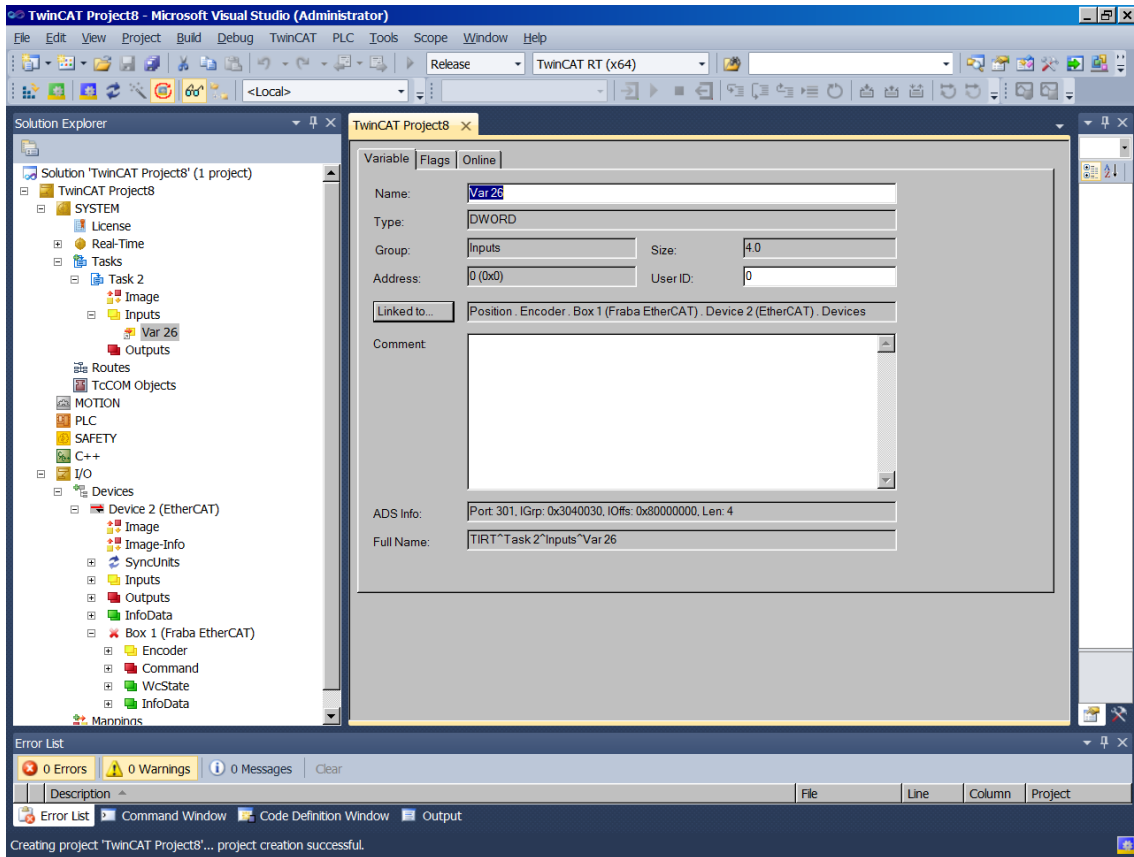 TwinCAT Project8 - Microsoft Visual Studio (Administrator)
File Edit View Project Build Debug TwinCAT PLC Tools Scope Window Help
Release TwinCAT RT (x64)
<Local>
Solution Explorer
TwinCAT Project8
Solution 'TwinCAT Project8' (1 project)
TwinCAT Project8
SYSTEM
License
Real-Time
Tasks
Task 2
Image
Inputs
Var 26
Outputs
Routes
TcCOM Objects
MOTION
PLC
SAFETY
C++
I/O
Devices
Device 2 (EtherCAT)
Image
Image-Info
SyncUnits
Inputs
Outputs
InfoData
Box 1 (Fraba EtherCAT)
Encoder
Command
WcState
InfoData
Mappings
Variable Flags Online
Name: Var 26
Type: DWORD
Group: Inputs Size: 4.0
Address: 0 (0x0) User ID: 0
Linked to... Position . Encoder . Box 1 (Fraba EtherCAT) . Device 2 (EtherCAT) . Devices
Comment:
ADS Info: Port: 301, IGrp: 0x3040030, IOffs: 0x80000000, Len: 4
Full Name: TIRT^Task 2^Inputs^Var 26
Error List
0 Errors 0 Warnings 0 Messages Clear
Description File Line Column Project
Error List Command Window Code Definition Window Output
Creating project 'TwinCAT Project8'... project creation successful.